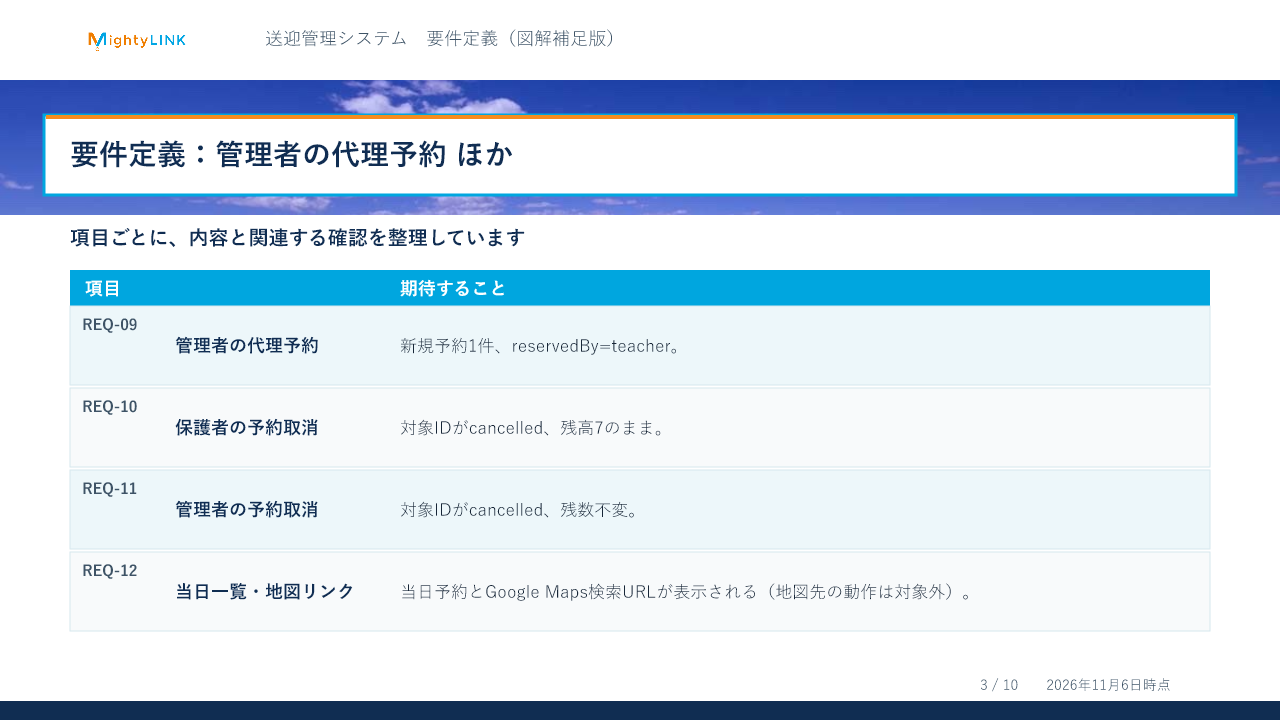 MightyLINK
送迎管理システム　要件定義（図解補足版）
要件定義：管理者の代理予約 ほか
項目ごとに、内容と関連する確認を整理しています
項目 期待すること
REQ-09
管理者の代理予約 新規予約1件、reservedBy=teacher。
REQ-10
保護者の予約取消 対象IDがcancelled、残高7のまま。
REQ-11
管理者の予約取消 対象IDがcancelled、残数不変。
REQ-12
当日一覧・地図リンク 当日予約とGoogle Maps検索URLが表示される（地図先の動作は対象外）。
3 / 10 2026年11月6日時点